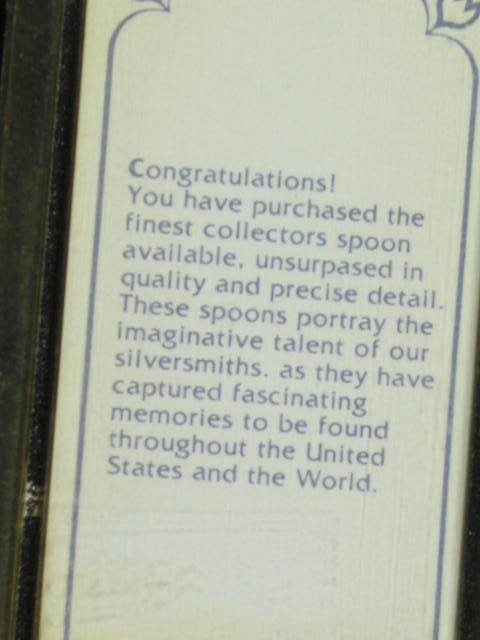 Congratulations!
You have purchased the
finest collectors spoon
available, unsurpased in
quality and precise detail.
These spoons portray the
imaginative talent of our
silversmiths. as they have
captured fascinating
memories to be found
throughout the United
States and the World.